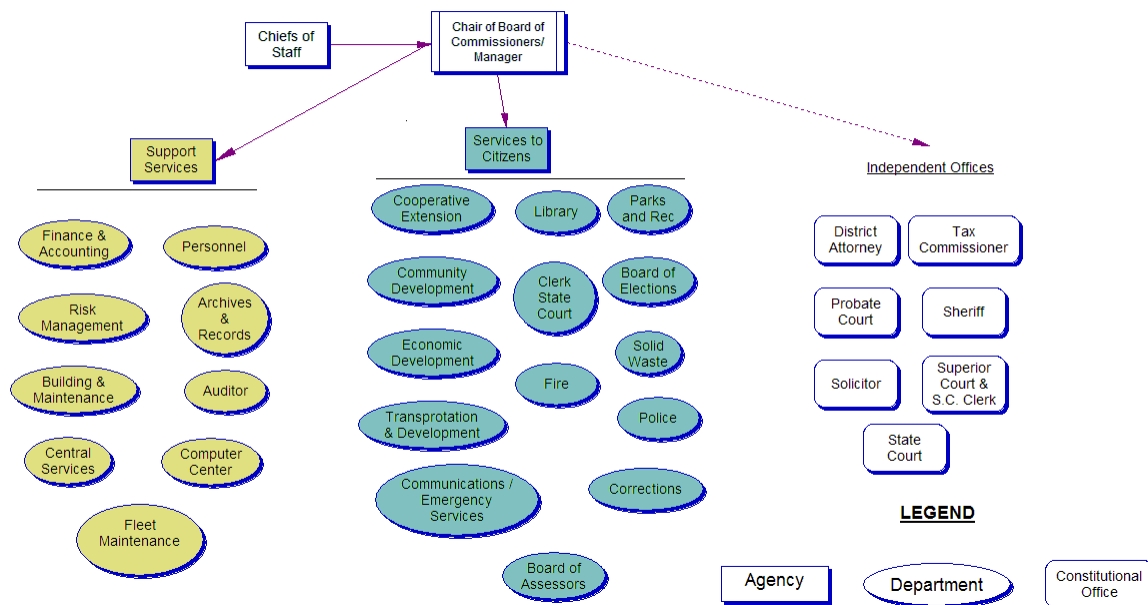 Chiefs of
Staff
Chair of Board of
Commissioners/
Manager
Support
Services
Services to
Citizens
Independent Offices
Finance &
Accounting
Personnel
Risk
Management
Archives
&
Records
Building &
Maintenance
Auditor
Central
Services
Computer
Center
Fleet
Maintenance
Cooperative
Extension
Library
Parks
and Rec
Community
Development
Clerk
State
Court
Board of
Elections
Economic
Development
Fire
Solid
Waste
Transprotation
& Development
Police
Communications /
Emergency
Services
Corrections
Board of
Assessors
District
Attorney
Tax
Commissioner
Probate
Court
Sheriff
Solicitor
Superior
Court &
S.C. Clerk
State
Court
LEGEND
Agency
Department
Constitutional
Office